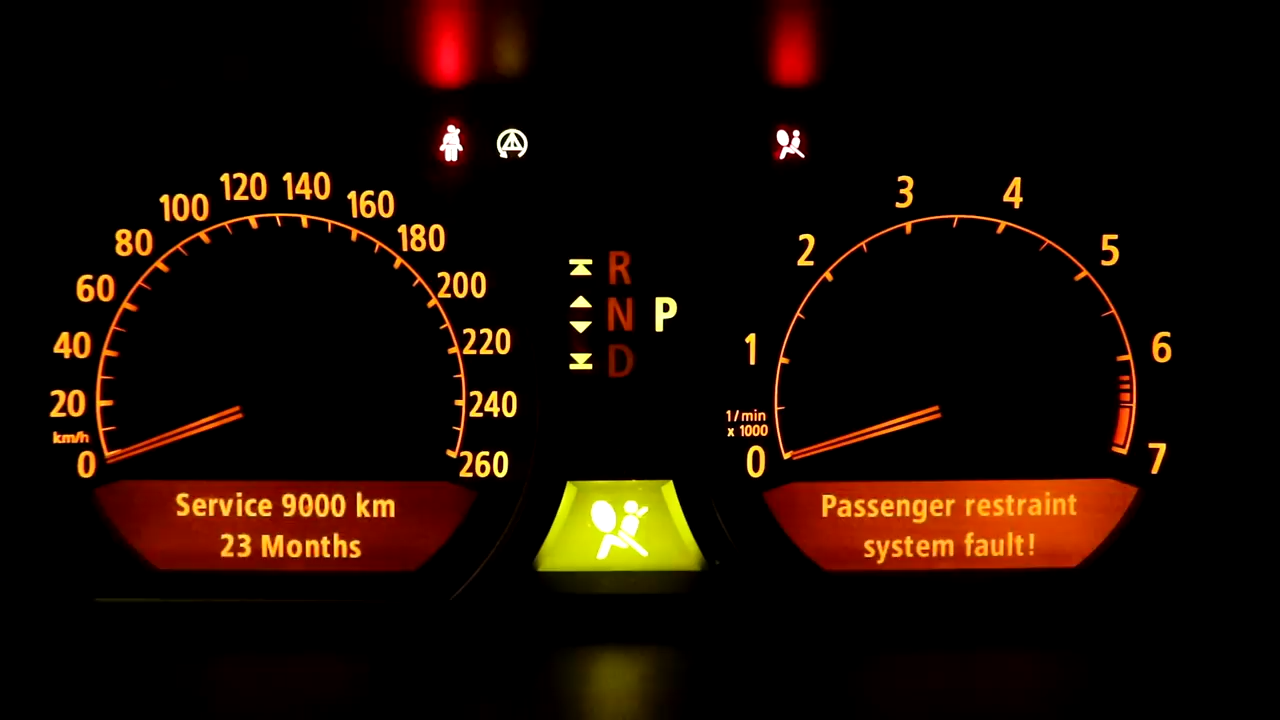 0
20
40
60
80
100
120
140
160
180
200
220
240
260
km/h
Service 9000 km
23 Months
R
N P
D
0
1
2
3
4
5
6
7
1/min
x 1000
Passenger restraint
system fault!